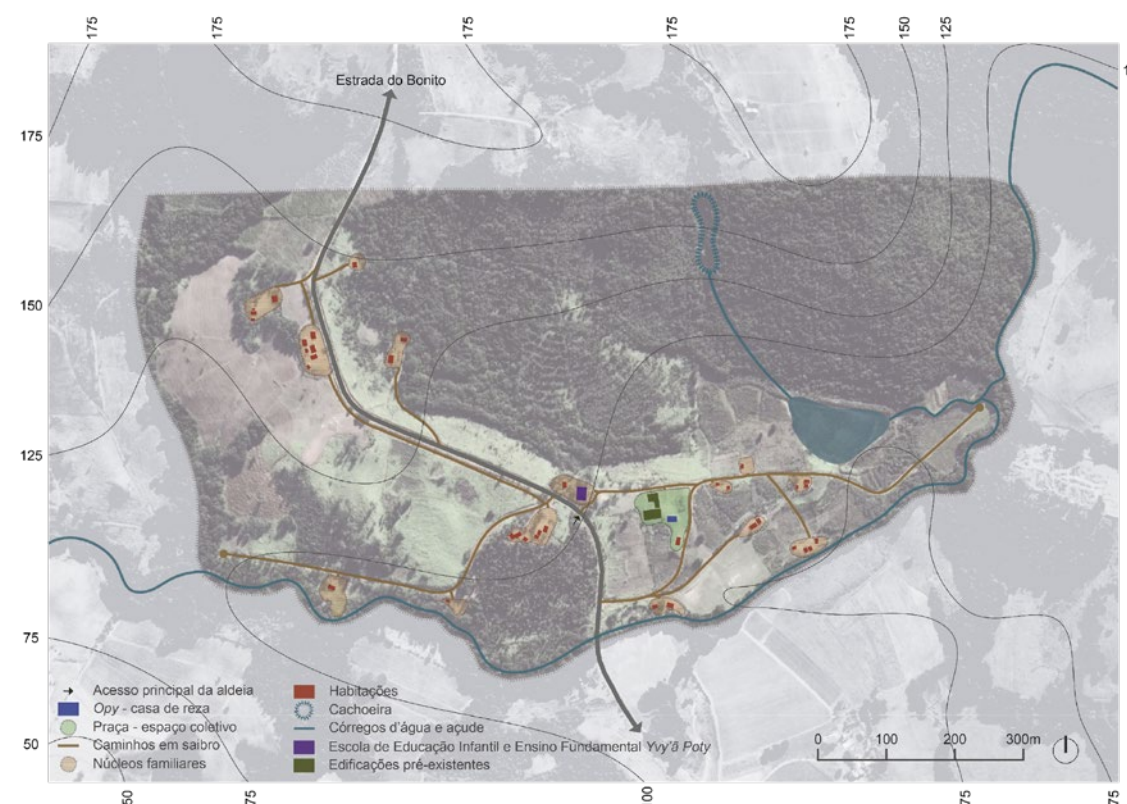 175
175
175
175
175
150
125
Estrada do Bonito
175
150
125
75
50
Acesso principal da aldeia
Opy - casa de reza
Praça - espaço coletivo
Caminhos em saibro
Núcleos familiares
Habitações
Cachoeira
Córregos d'água e açude
Escola de Educação Infantil e Ensino Fundamental Yvy'ã Poty
Edificações pré-existentes
0 100 200 300m
50
75
00
75
75